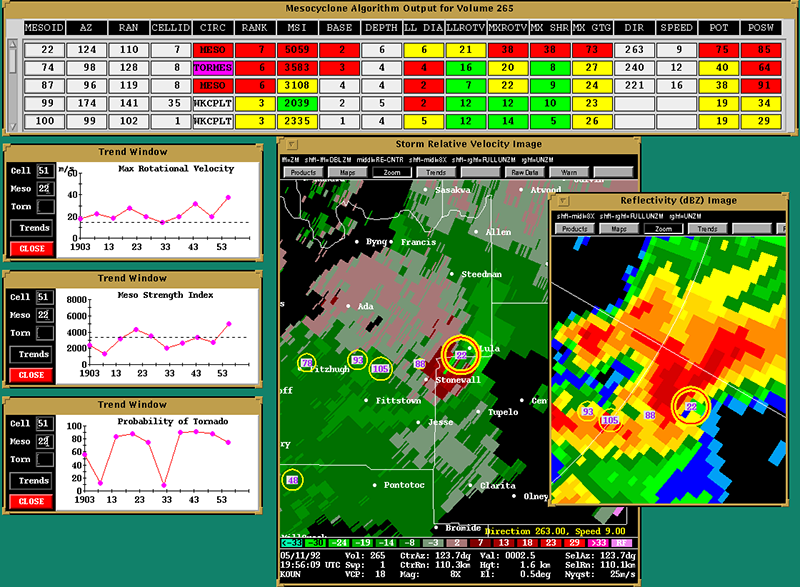 Mesocyclone Algorithm Output for Volume 265
MESOID AZ RAN CELLID CIRC RANK MSI BASE DEPTH LL DIA LLROTV MXROTV MX SHR MX GTG DIR SPEED POT POSW
22 124 110 7 MESO 7 5059 2 6 6 21 38 38 73 263 9 75 85
74 98 128 8 TORMES 6 3583 3 4 4 16 20 8 27 240 12 40 64
87 96 119 8 MESO 6 3108 4 2 7 22 9 24 221 16 38 91
99 174 141 35 WKCPLT 3 2039 2 5 2 12 12 10 23 19 34
100 99 102 1 WKCPLT 3 2335 2 4 5 12 14 5 26 19 29
Trend Window
Cell 51
Meso 22
Torn
Trends
CLOSE
Max Rotational Velocity
m/s
60
40
20
0
1903 13 23 33 43 53
Trend Window
Cell 51
Meso 22
Torn
Trends
CLOSE
Meso Strength Index
8000
6000
4000
2000
0
1903 13 23 33 43 53
Trend Window
Cell 51
Meso 22
Torn
Trends
CLOSE
Probability of Tornado
100
80
60
40
20
0
1903 13 23 33 43 53
Storm Relative Velocity Image
lft=ZM shft-lft=DBLZM middl=RE-CNTR shft-middl=8X shft-rght=FULLUNZM rght=UNZM
Products Maps Zoom Trends Raw Data Warn
Sasakwa
Atwood
Allen
Byng Francis
Steedman
Ada
Lula
22
78 93 105 88
Fitzhugh
Stonewall
off
Fittstown
Tupelo
Cen
Jesse
ry
48
Pontotoc
Clarita
Olney
Bromide
Direction 263.00, Speed 9.00
<-33 -30 -24 -19 -14 -8 -3 2 7 13 18 23 29 >33 RF
05/11/92 Vol: 265 CtrAz: 123.7dg Val: 0002.5 SelAz: 123.7dg
19:56:09 UTC Swp: 1 CtrRn: 110.3km Hgt: 1.6 km SelRn: 110.1km
KOUN VCP: 18 Mag: 8X El: 0.5deg Nyqst: 25m/s
Reflectivity (dBZ) Image
shft-middl=8X shft-rght=FULLUNZM rght=UNZM
Products Maps Zoom Trends
93 105 88 22